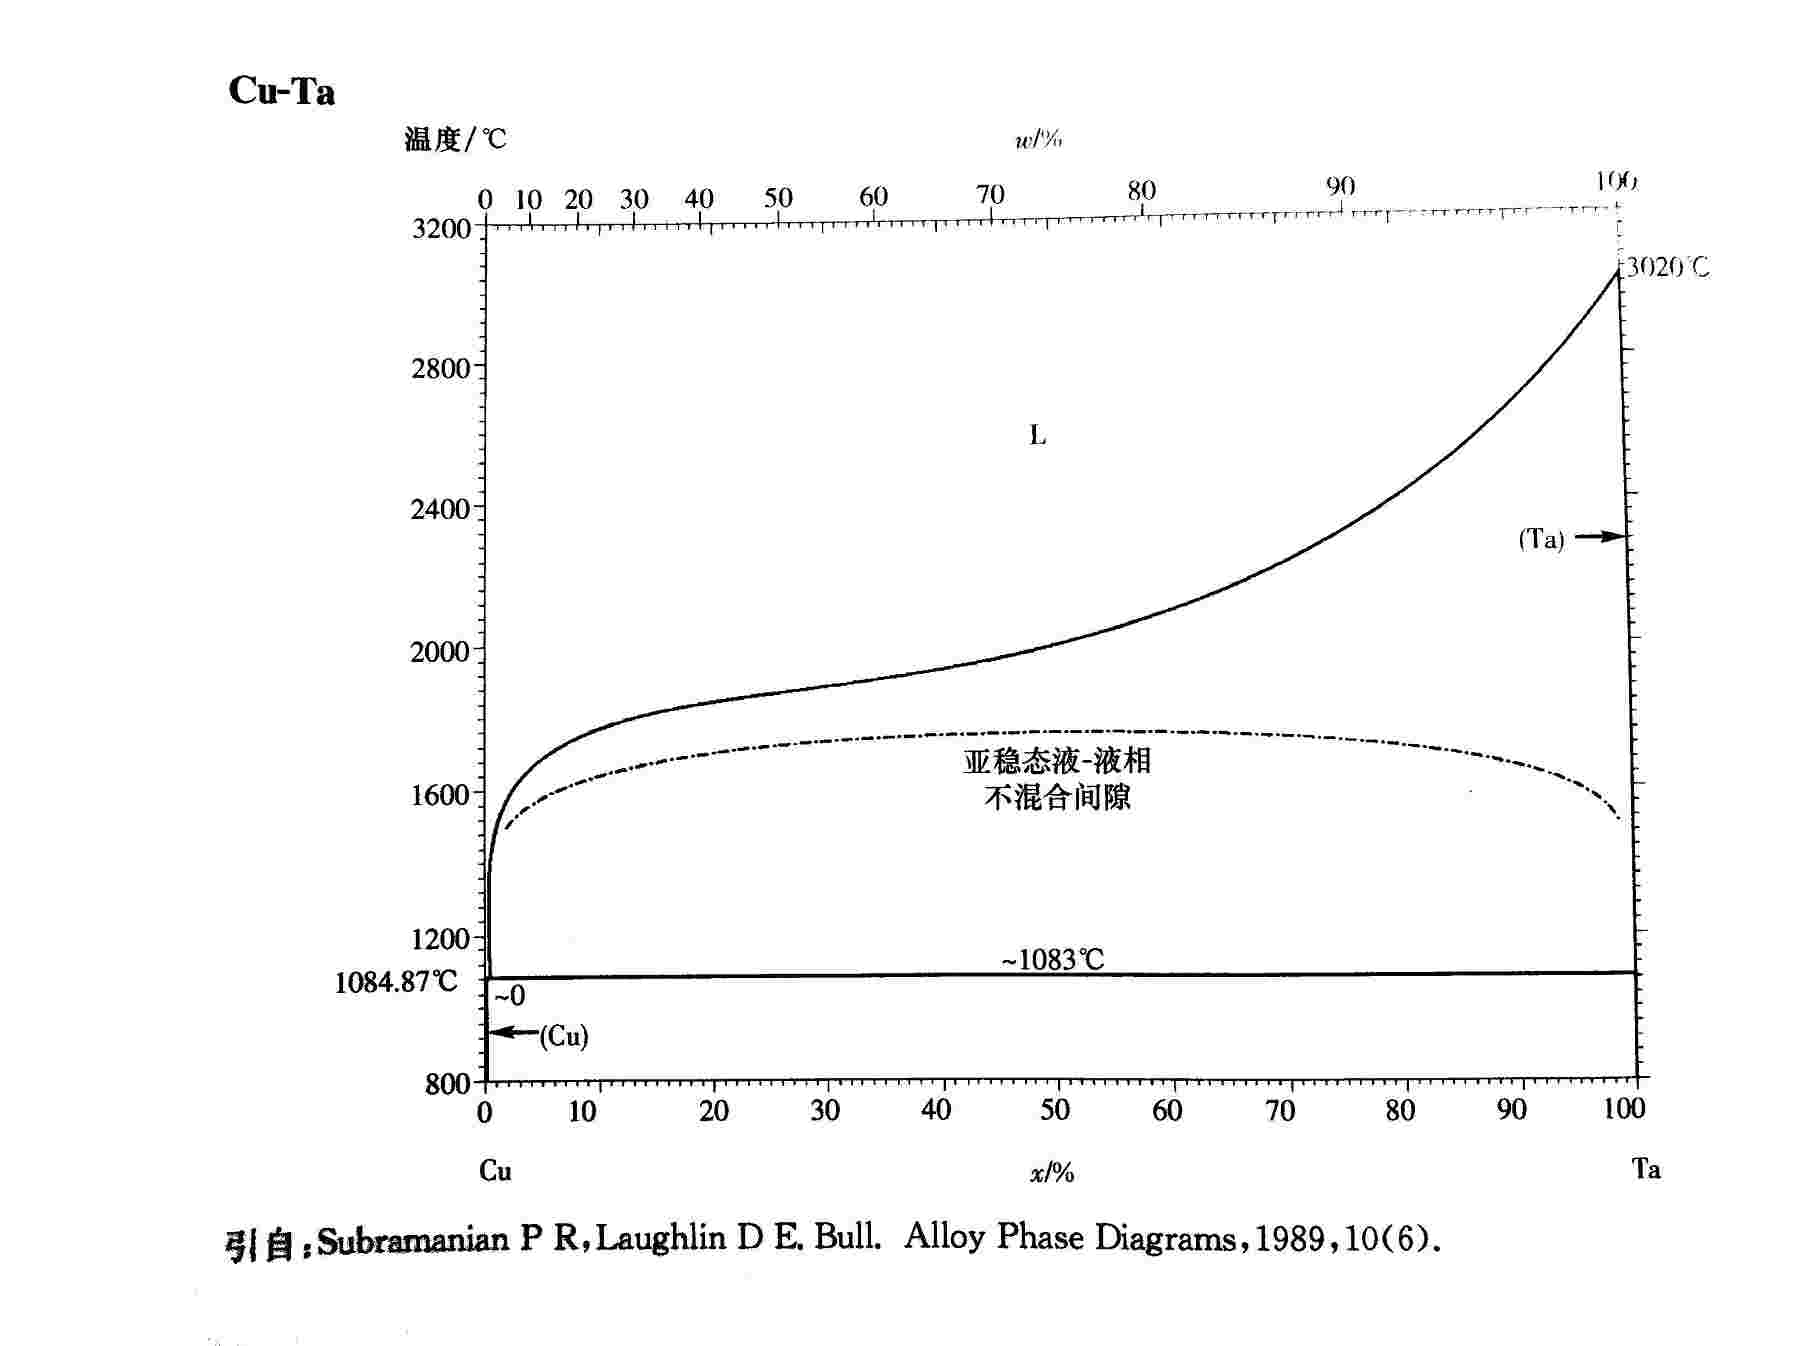 Cu-Ta
温度/℃
w/%
0 10 20 30 40 50 60 70 80 90 100
3200
3020℃
2800
L
2400
(Ta)
2000
亚稳态液-液相
不混合间隙
1600
1200
~1083℃
1084.87℃
~0
(Cu)
800
0 10 20 30 40 50 60 70 80 90 100
Cu x/% Ta
引自:Subramanian P R,Laughlin D E. Bull. Alloy Phase Diagrams,1989,10(6).